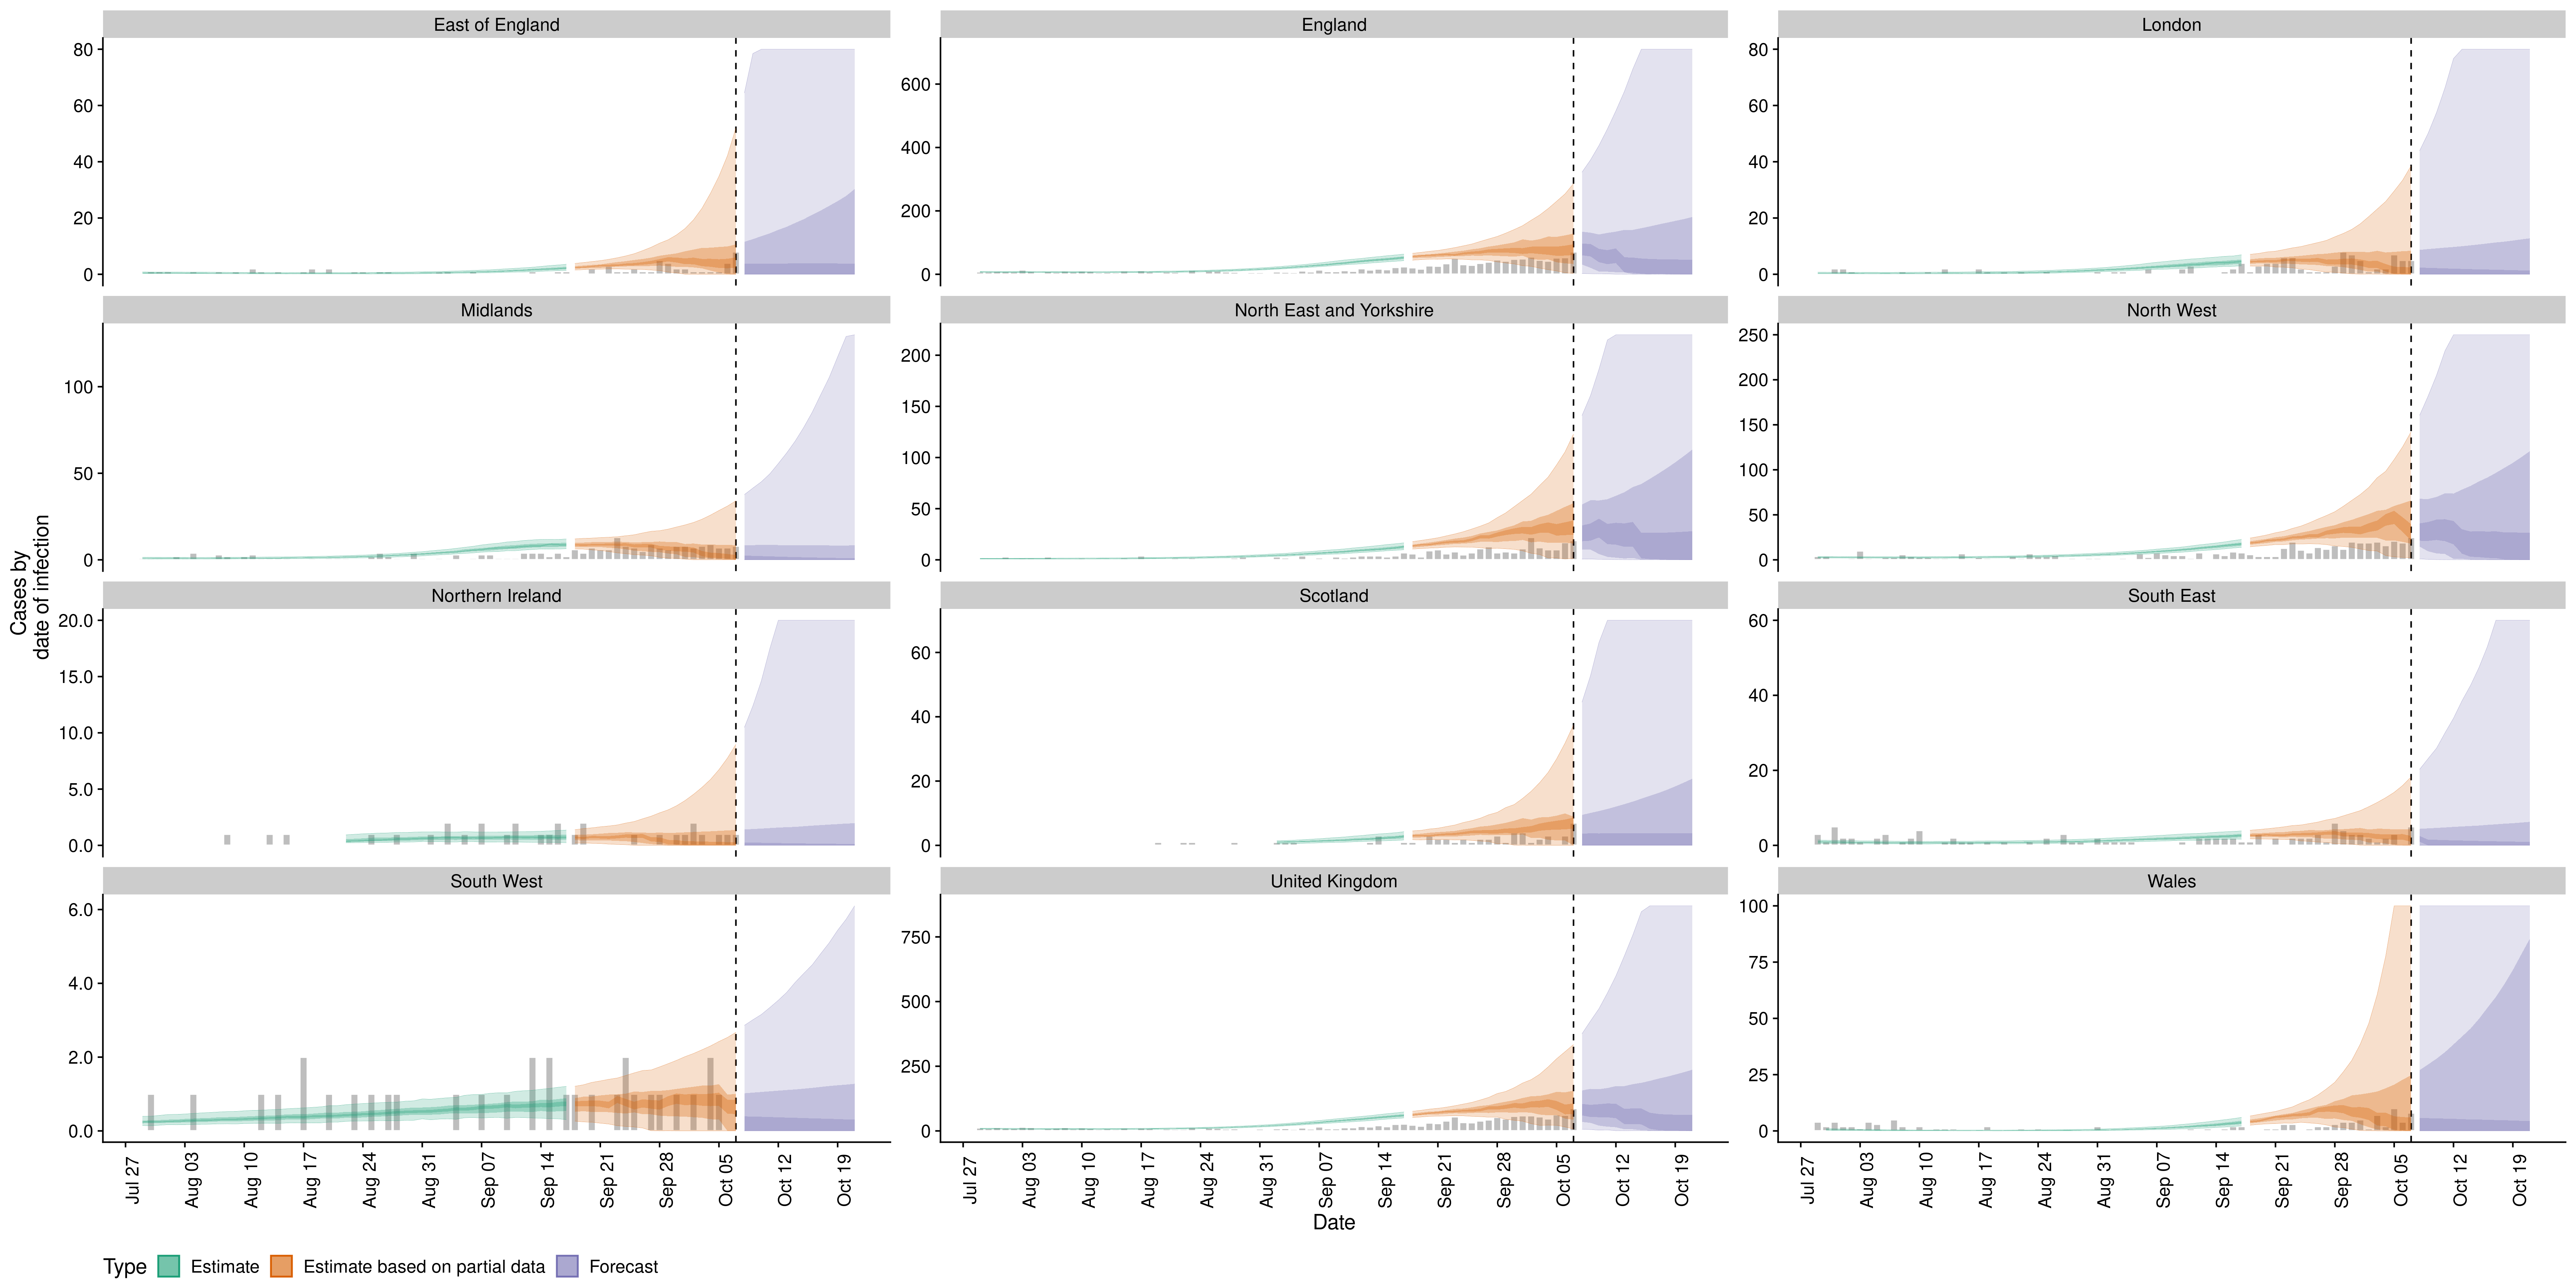 East of England
England
London
80
60
40
20
0
600
400
200
0
80
60
40
20
0
Midlands
North East and Yorkshire
North West
100
50
0
200
150
100
50
0
250
200
150
100
50
0
Northern Ireland
Scotland
South East
20.0
15.0
10.0
5.0
0.0
60
40
20
0
60
40
20
0
South West
United Kingdom
Wales
6.0
4.0
2.0
0.0
750
500
250
0
100
75
50
25
0
Cases by
date of infection
Jul 27 Aug 03 Aug 10 Aug 17 Aug 24 Aug 31 Sep 07 Sep 14 Sep 21 Sep 28 Oct 05 Oct 12 Oct 19
Jul 27 Aug 03 Aug 10 Aug 17 Aug 24 Aug 31 Sep 07 Sep 14 Sep 21 Sep 28 Oct 05 Oct 12 Oct 19
Jul 27 Aug 03 Aug 10 Aug 17 Aug 24 Aug 31 Sep 07 Sep 14 Sep 21 Sep 28 Oct 05 Oct 12 Oct 19
Date
Type Estimate Estimate based on partial data Forecast